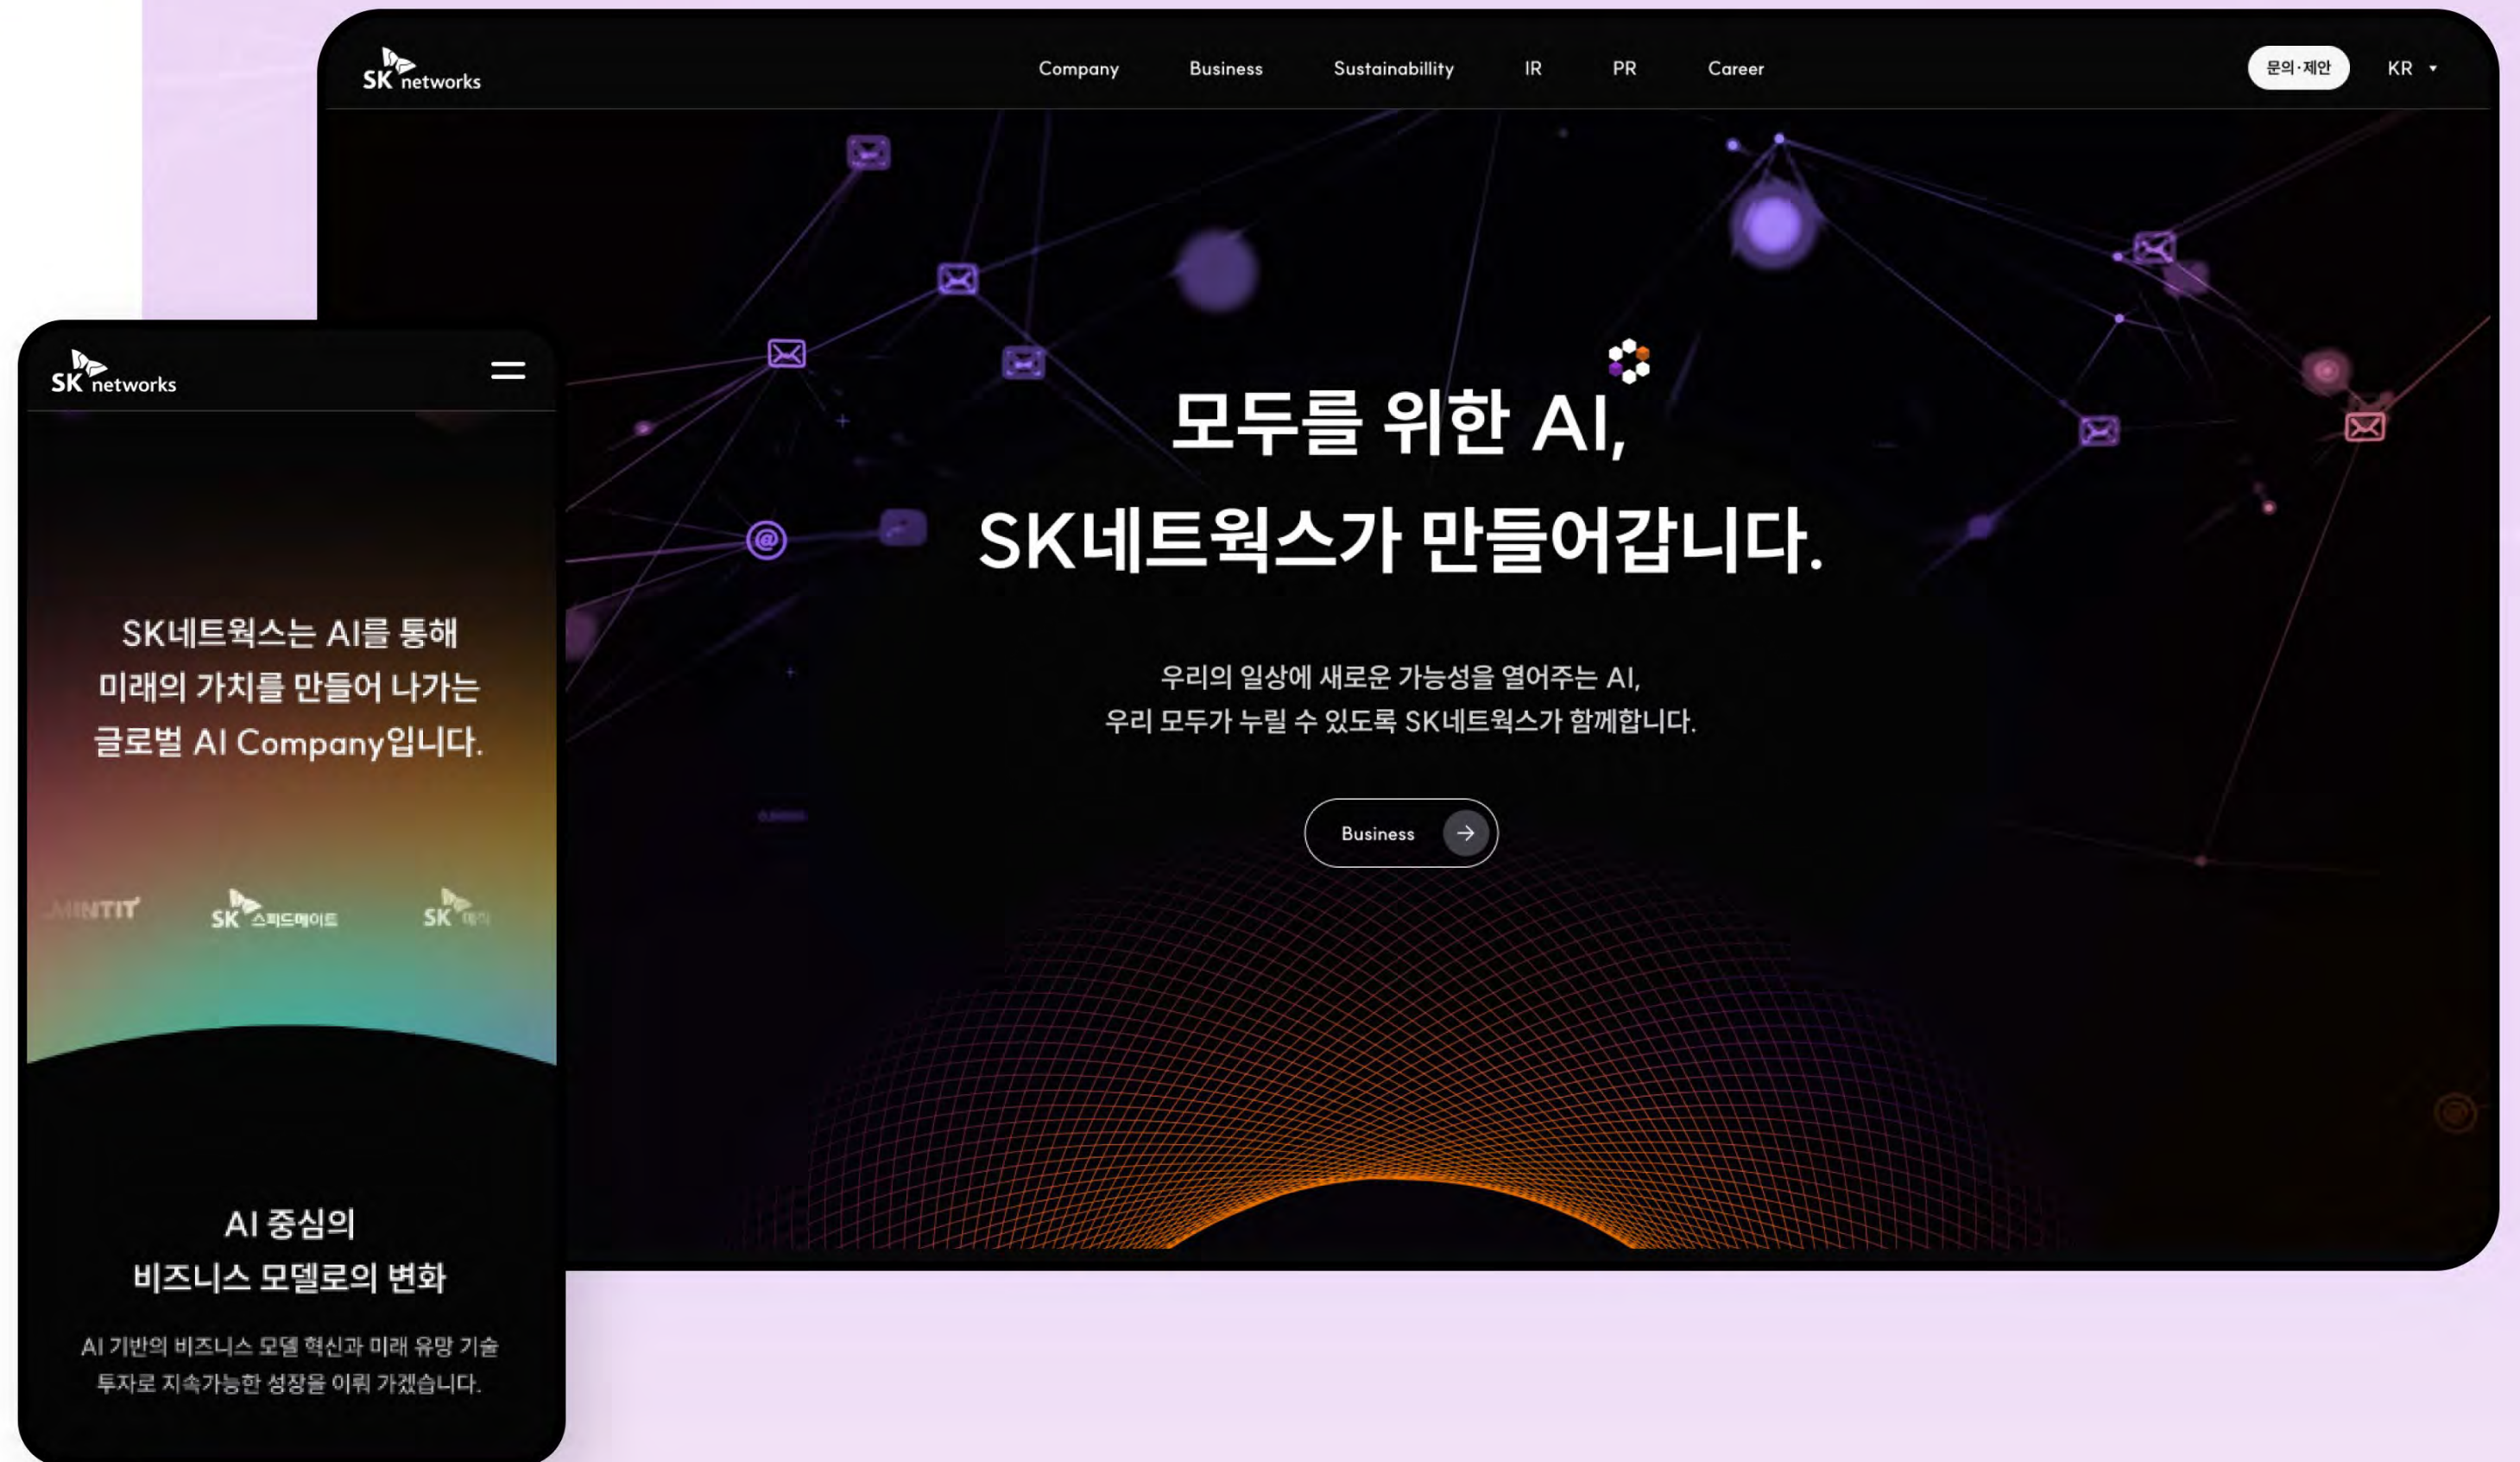 SK networks
Company Business Sustainabillity IR PR Career
문의·제안 KR
모두를 위한 AI,
SK네트웍스가 만들어갑니다.
우리의 일상에 새로운 가능성을 열어주는 AI,
우리 모두가 누릴 수 있도록 SK네트웍스가 함께합니다.
Business
SK networks
SK네트웍스는 AI를 통해
미래의 가치를 만들어 나가는
글로벌 AI Company입니다.
MINTIT SK 스피드메이트 SK 매직
AI 중심의
비즈니스 모델로의 변화
AI 기반의 비즈니스 모델 혁신과 미래 유망 기술
투자로 지속가능한 성장을 이뤄 가겠습니다.